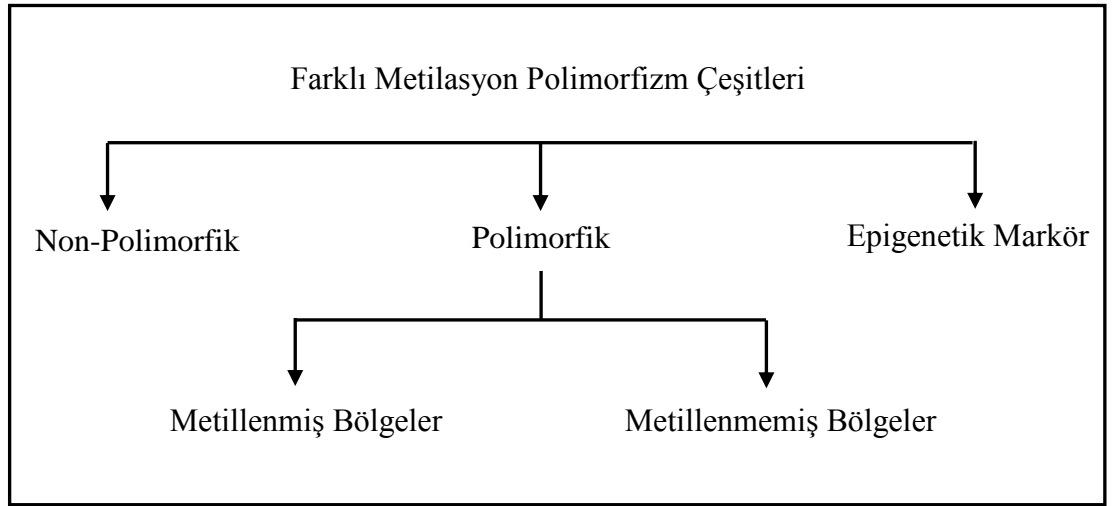 Farklı Metilasyon Polimorfizm Çeşitleri
Non-Polimorfik
Polimorfik
Epigenetik Markör
Metillenmiş Bölgeler
Metillenmemiş Bölgeler